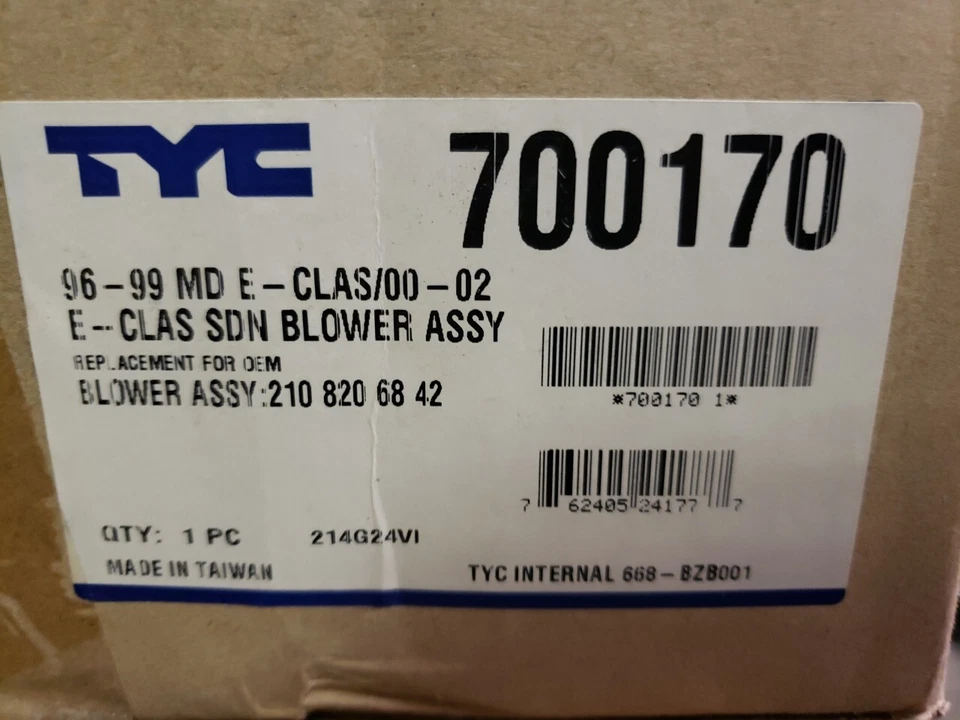 TYC
700170
96-99 MD E-CLAS/00-02
E-CLAS SDN BLOWER ASSY
REPLACEMENT FOR OEM
BLOWER ASSY:210 820 68 42
*700170 1*
7 62405 24177 7
QTY: 1 PC 214G24VI
MADE IN TAIWAN TYC INTERNAL 668-BZB001